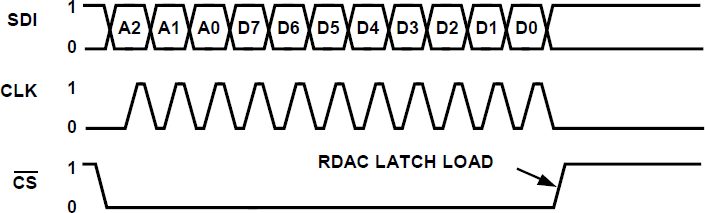 SDI 1 0 A2 A1 A0 D7 D6 D5 D4 D3 D2 D1 D0
CLK 1 0
CS 1 0 RDAC LATCH LOAD